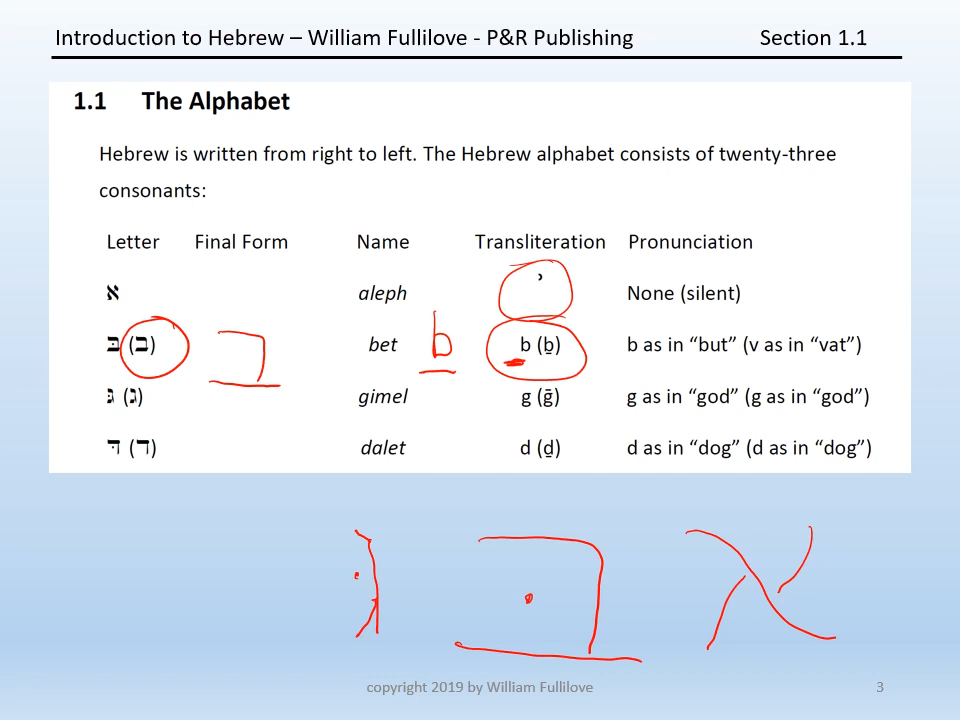 Introduction to Hebrew – William Fullilove - P&R Publishing Section 1.1
1.1 The Alphabet
Hebrew is written from right to left. The Hebrew alphabet consists of twenty-three
consonants:
Letter Final Form Name Transliteration Pronunciation
א aleph ʾ None (silent)
בּ (ב) ב bet b b (ḇ) b as in “but” (v as in “vat”)
גּ (ג) gimel g (ḡ) g as in “god” (g as in “god”)
דּ (ד) dalet d (ḏ) d as in “dog” (d as in “dog”)
א בּ גּ
copyright 2019 by William Fullilove 3